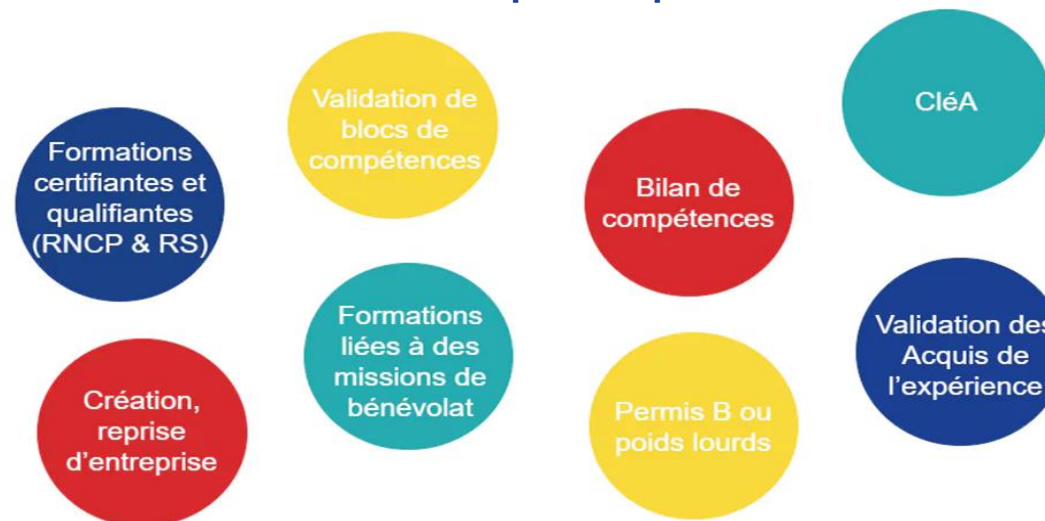 Formations
certifiantes et
qualifiantes
(RNCP & RS)
Validation de
blocs de
compétences
Bilan de
compétences
CléA
Création,
reprise
d'entreprise
Formations
liées à des
missions de
bénévolat
Permis B ou
poids lourds
Validation des
Acquis de
l'expérience